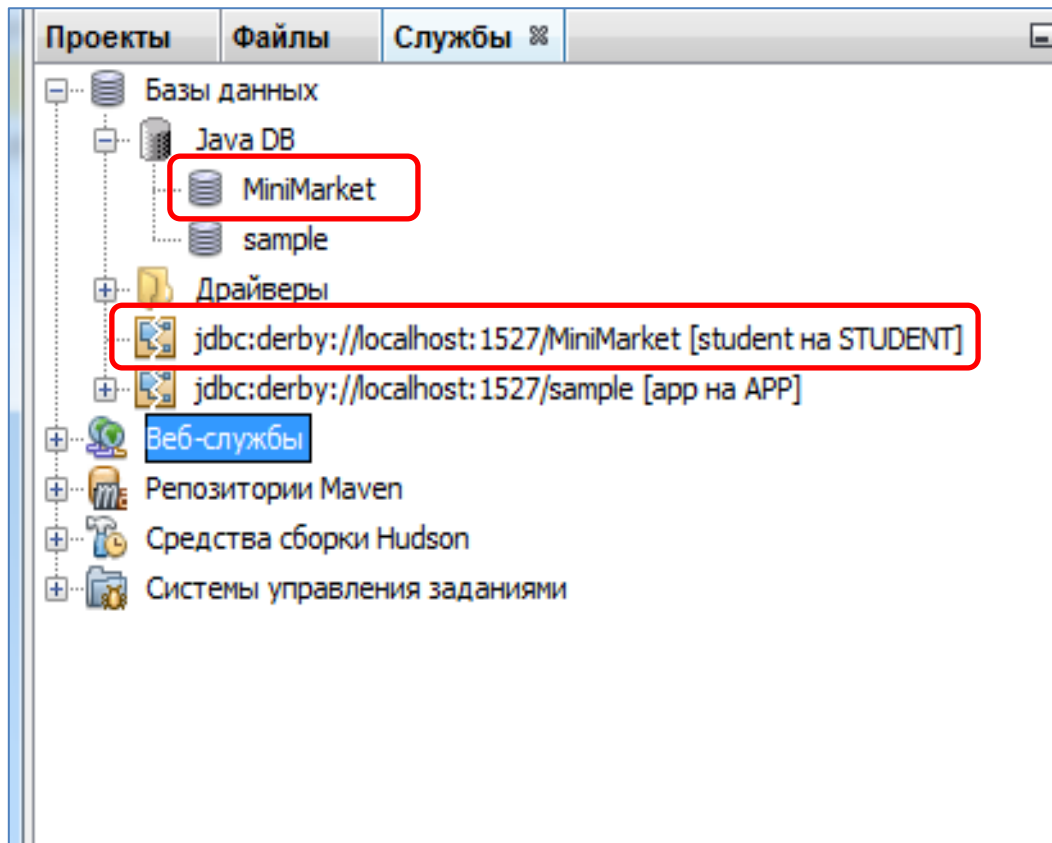 Проекты Файлы Службы
Базы данных
Java DB
MiniMarket
sample
Драйверы
jdbc:derby://localhost:1527/MiniMarket [student на STUDENT]
jdbc:derby://localhost:1527/sample [app на APP]
Веб-службы
Репозитории Maven
Средства сборки Hudson
Системы управления заданиями